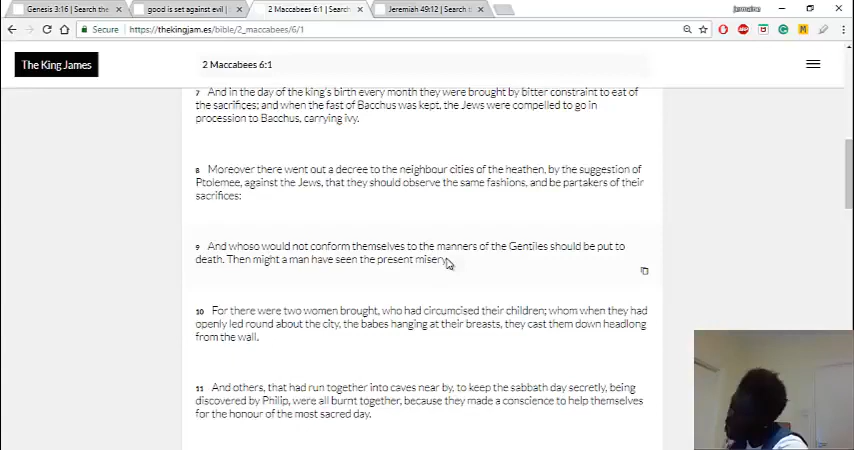 Genesis 3:16 | Search the
good is set against evil |
2 Maccabees 6:1 | Search
Jeremiah 49:12 | Search t
jermaine
Secure
https://thekingjam.es/bible/2_maccabees/6/1
The King James
2 Maccabees 6:1
7 And in the day of the king's birth every month they were brought by bitter constraint to eat of
the sacrifices; and when the fast of Bacchus was kept, the Jews were compelled to go in
procession to Bacchus, carrying ivy.
8 Moreover there went out a decree to the neighbour cities of the heathen, by the suggestion of
Ptolemee, against the Jews, that they should observe the same fashions, and be partakers of their
sacrifices:
9 And whoso would not conform themselves to the manners of the Gentiles should be put to
death. Then might a man have seen the present misery.
10 For there were two women brought, who had circumcised their children; whom when they had
openly led round about the city, the babes hanging at their breasts, they cast them down headlong
from the wall.
11 And others, that had run together into caves near by, to keep the sabbath day secretly, being
discovered by Philip, were all burnt together, because they made a conscience to help themselves
for the honour of the most sacred day.